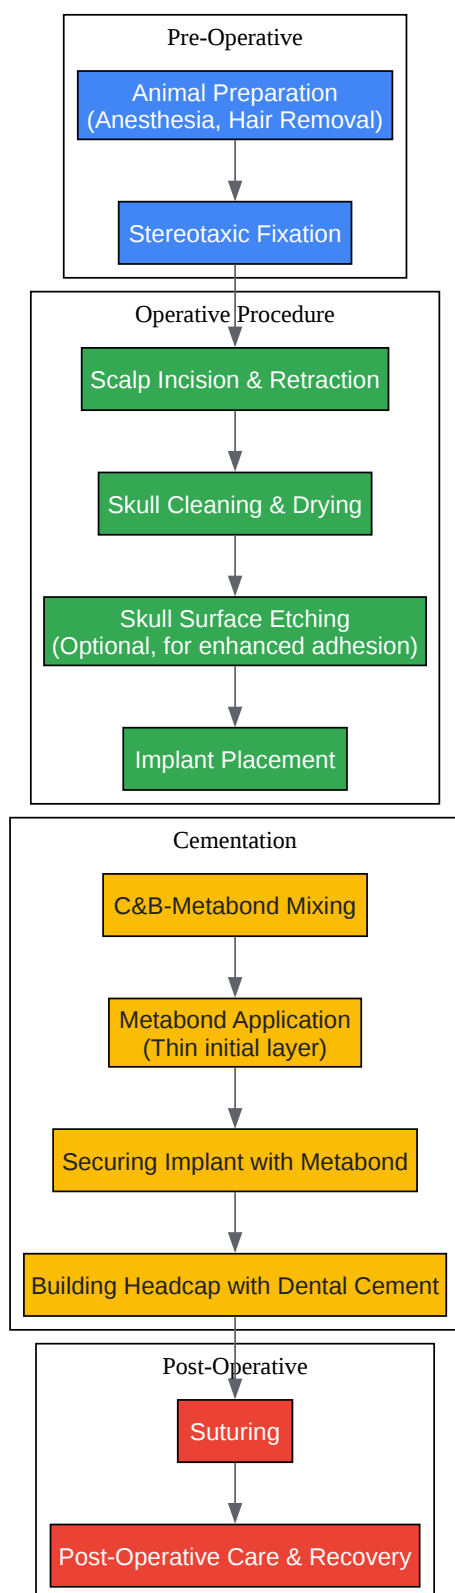 Pre-Operative
Animal Preparation
(Anesthesia, Hair Removal)
Stereotaxic Fixation
Operative Procedure
Scalp Incision & Retraction
Skull Cleaning & Drying
Skull Surface Etching
(Optional, for enhanced adhesion)
Implant Placement
Cementation
C&B-Metabond Mixing
Metabond Application
(Thin initial layer)
Securing Implant with Metabond
Building Headcap with Dental Cement
Post-Operative
Suturing
Post-Operative Care & Recovery